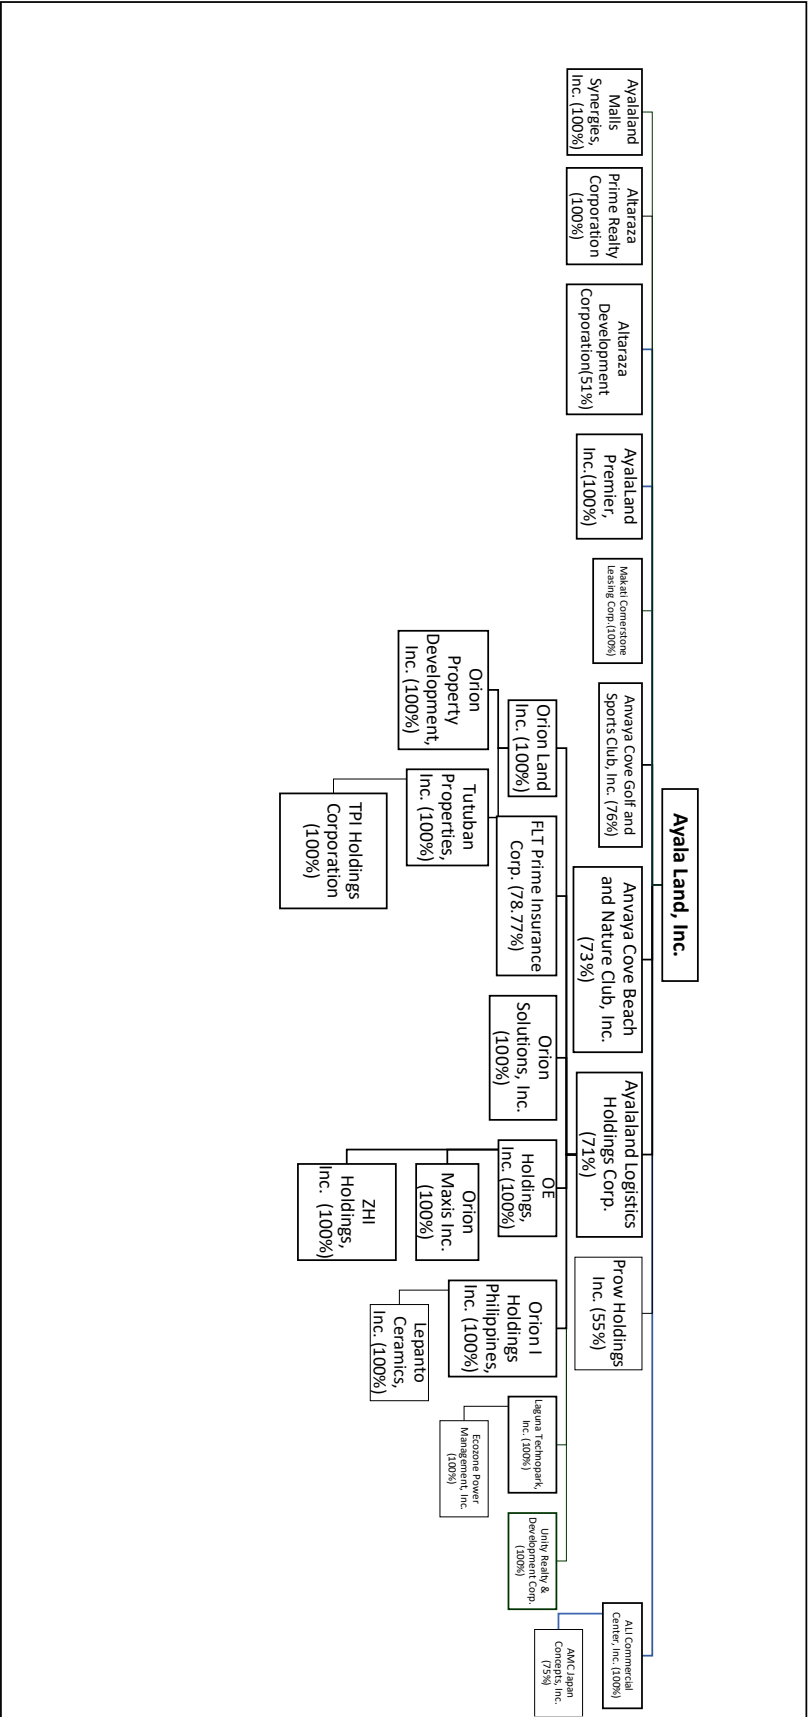 Ayala Land, Inc.
Ayalaland
Malls
Synergies,
Inc. (100%)
Altaraza
Prime Realty
Corporation
(100%)
Altaraza
Development
Corporation(51%)
AyalaLand
Premier,
Inc.(100%)
Makati Cornerstone
Leasing Corp.(100%)
Anvaya Cove Golf and
Sports Club, Inc. (76%)
Anvaya Cove Beach
and Nature Club, Inc.
(73%)
Ayalaland Logistics
Holdings Corp.
(71%)
Prow Holdings
Inc. (55%)
ALI Commercial
Center, Inc. (100%)
AMC Japan
Concepts, Inc.
(75%)
Orion Land
Inc. (100%)
FLT Prime Insurance
Corp. (78.77%)
Orion
Solutions, Inc.
(100%)
OE
Holdings,
Inc. (100%)
Orion I
Holdings
Philippines,
Inc. (100%)
Laguna Technopark,
Inc. (100%)
Unity Realty &
Development Corp.
(100%)
Orion
Property
Development,
Inc. (100%)
Tutuban
Properties,
Inc. (100%)
TPI Holdings
Corporation
(100%)
Orion
Maxis Inc.
(100%)
ZHI
Holdings,
Inc. (100%)
Lepanto
Ceramics,
Inc. (100%)
Ecozone Power
Management, Inc.
(100%)